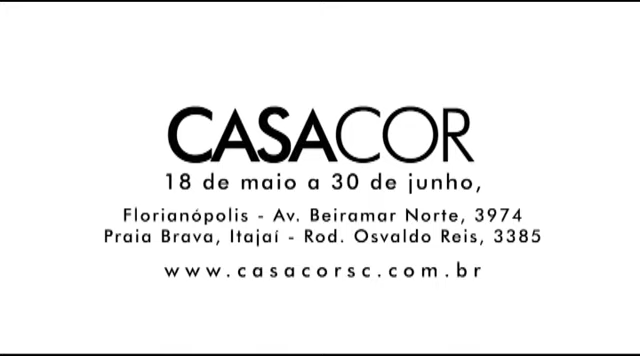 CASACOR
18 de maio a 30 de junho,
Florianópolis - Av. Beiramar Norte, 3974
Praia Brava, Itajaí - Rod. Osvaldo Reis, 3385
www.casacorsc.com.br